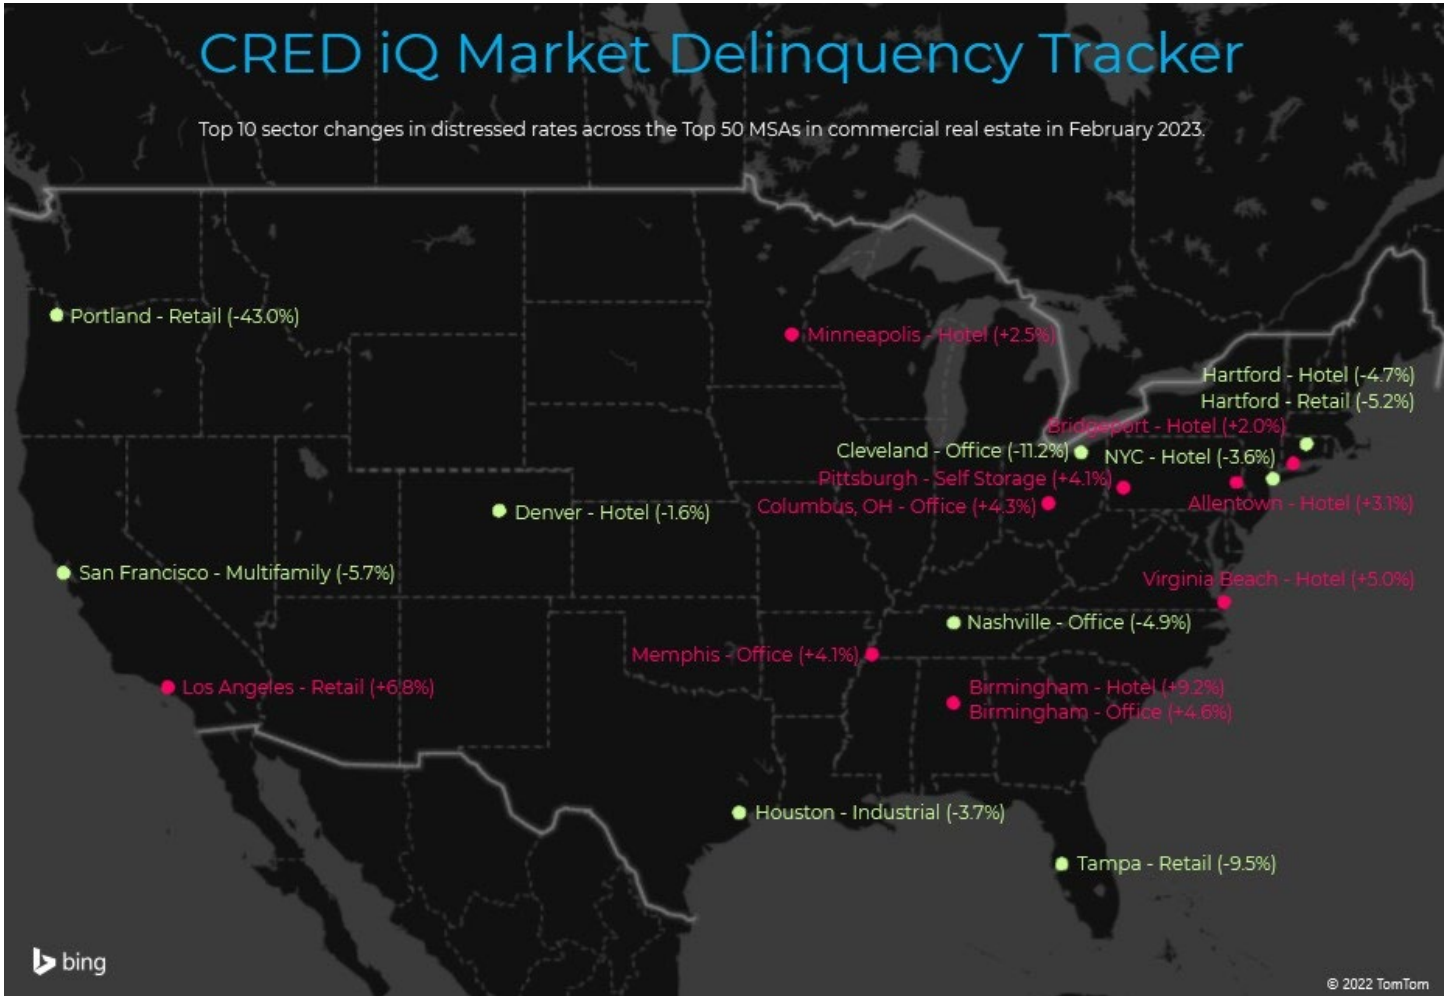 CRED iQ Market Delinquency Tracker
Top 10 sector changes in distressed rates across the Top 50 MSAs in commercial real estate in February 2023.
Portland - Retail (-43.0%)
Minneapolis - Hotel (+2.5%)
Hartford - Hotel (-4.7%)
Hartford - Retail (-5.2%)
Bridgeport - Hotel (+2.0%)
Cleveland - Office (-11.2%)
NYC - Hotel (-3.6%)
Pittsburgh - Self Storage (+4.1%)
Columbus, OH - Office (+4.3%)
Allentown - Hotel (+3.1%)
Denver - Hotel (-1.6%)
San Francisco - Multifamily (-5.7%)
Virginia Beach - Hotel (+5.0%)
Nashville - Office (-4.9%)
Memphis - Office (+4.1%)
Los Angeles - Retail (+6.8%)
Birmingham - Hotel (+9.2%)
Birmingham - Office (+4.6%)
Houston - Industrial (-3.7%)
Tampa - Retail (-9.5%)
bing
© 2022 TomTom